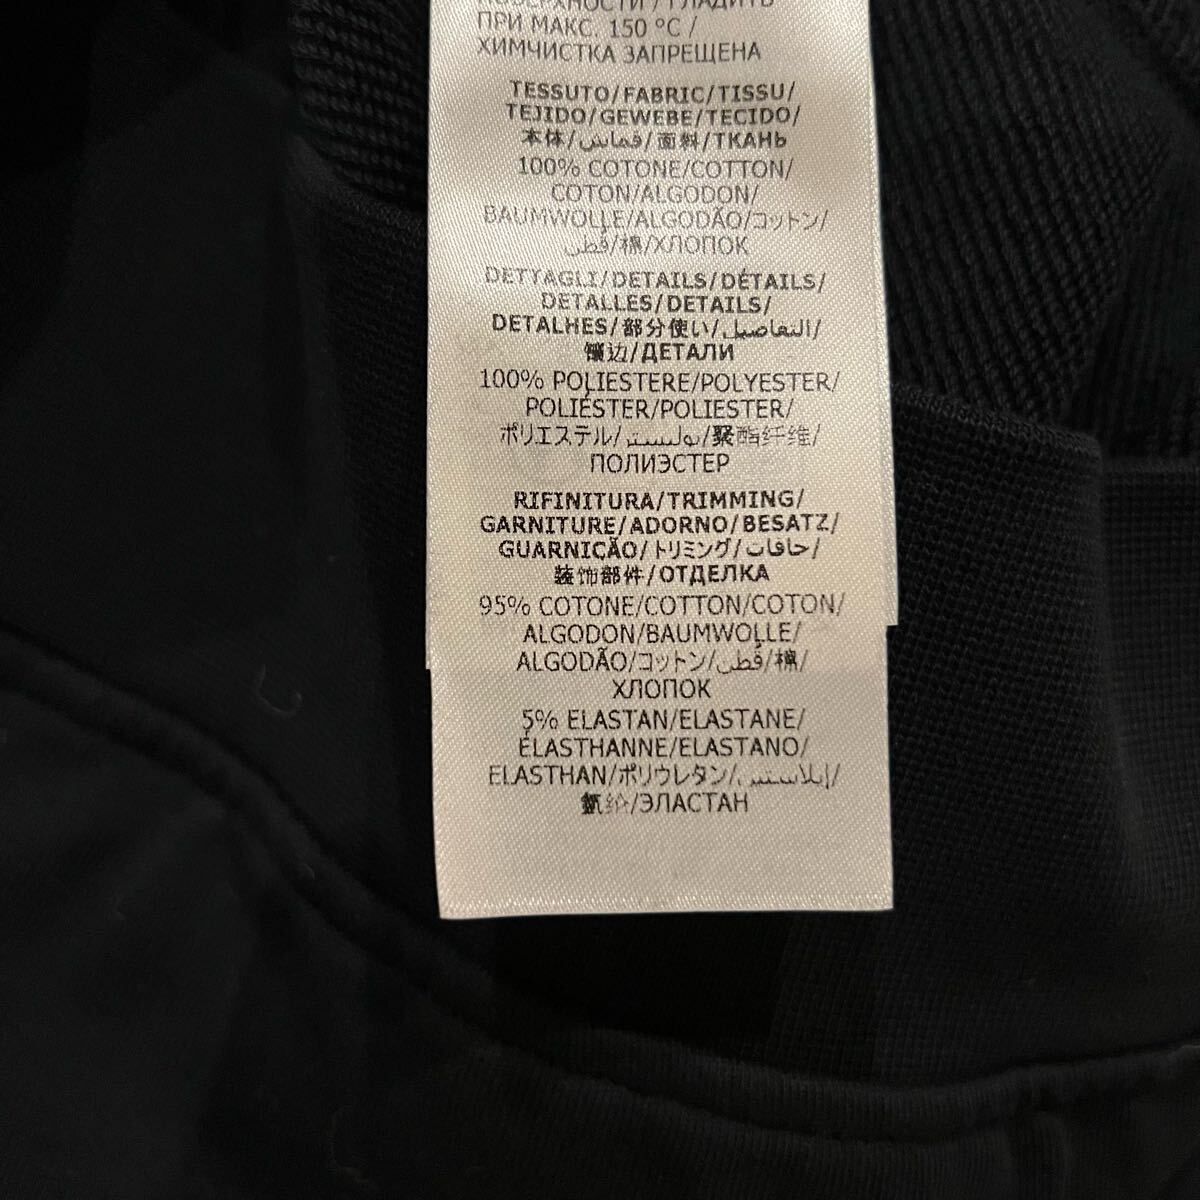 ПОВЕРХНОСТИ / ГЛАДИТЬ
ПРИ МАКС. 150 °C /
ХИМЧИСТКА ЗАПРЕЩЕНА
TESSUTO/FABRIC/TISSU/
TEJIDO/GEWEBE/TECIDO/
本体/قماش/面料/ТКАНЬ
100% COTONE/COTTON/
COTON/ALGODON/
BAUMWOLLE/ALGODÃO/コットン/
قُطن/棉/ХЛОПОК
DETTAGLI/DETAILS/DÉTAILS/
DETALLES/DETAILS/
DETALHES/部分使い/التفاصيل/
镶边/ДЕТАЛИ
100% POLIESTERE/POLYESTER/
POLIÉSTER/POLIESTER/
ポリエステル/بوليستر/聚酯纤维/
ПОЛИЭСТЕР
RIFINITURA/TRIMMING/
GARNITURE/ADORNO/BESATZ/
GUARNIÇÃO/トリミング/حافات/
装饰部件/ОТДЕЛКА
95% COTONE/COTTON/COTON/
ALGODON/BAUMWOLLE/
ALGODÃO/コットン/قُطن/棉/
ХЛОПОК
5% ELASTAN/ELASTANE/
ÉLASTHANNE/ELASTANO/
ELASTHAN/ポリウレタン/إيلاستين/
氨纶/ЭЛАСТАН